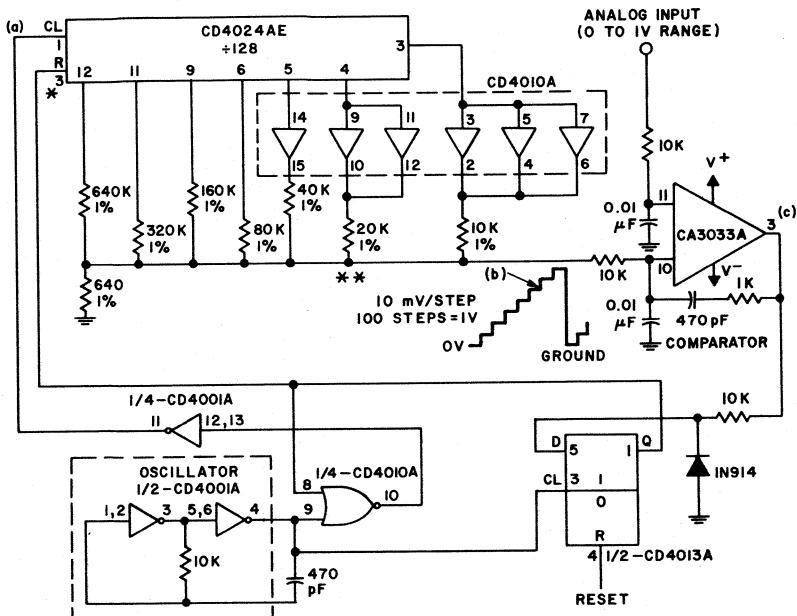 (a)
CL
1
R
3
*
CD4024AE
÷128
3
12
11
9
6
5
4
CD4010A
14
9
11
3
5
7
15
10
12
2
4
6
640K
1%
320K
1%
160K
1%
80K
1%
40K
1%
20K
1%
10K
1%
**
640
1%
ANALOG INPUT
(0 TO 1V RANGE)
10K
V+
11
0.01
µF
CA3033A
3
(c)
10
V-
10K
1K
470pF
0.01
µF
COMPARATOR
(b)
10 mV/STEP
100 STEPS=1V
0V
GROUND
1/4-CD4001A
11
12,13
OSCILLATOR
1/2-CD4001A
1,2
3
5,6
4
10K
470
pF
1/4-CD4010A
8
9
10
10K
1N914
D
5
1
Q
CL
3
1
0
R
4
1/2-CD4013A
RESET